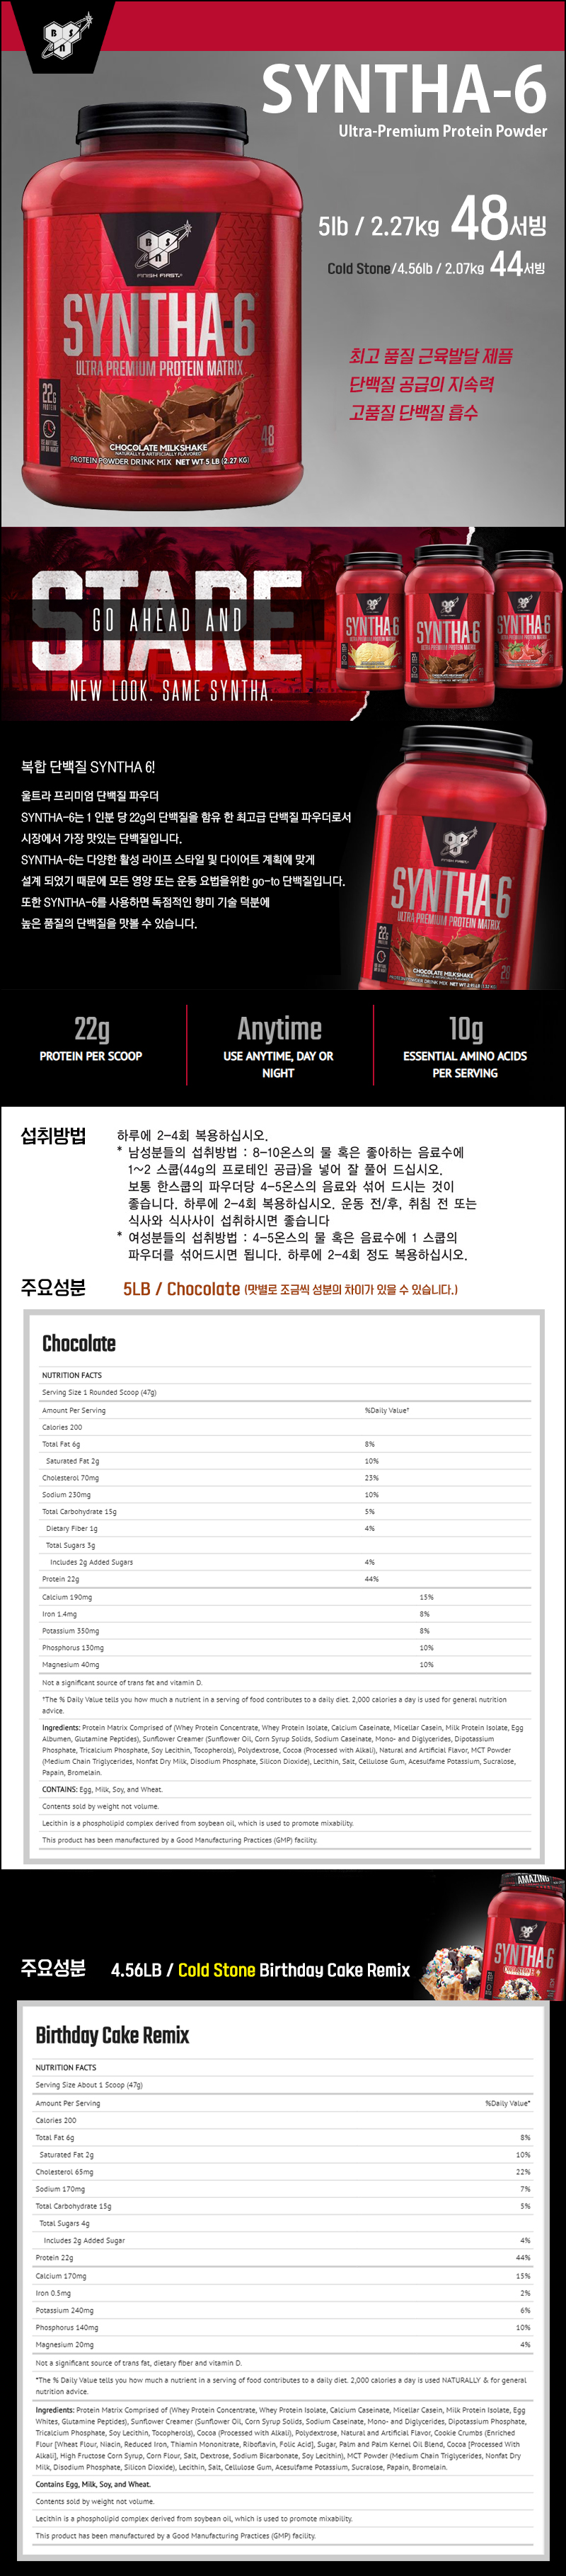 BSN
SYNTHA-6
Ultra-Premium Protein Powder
5lb / 2.27kg 48서빙
Cold Stone/4.56lb / 2.07kg 44서빙
BSN
FINISH FIRST.
SYNTHA-6
ULTRA PREMIUM PROTEIN MATRIX
22G
PROTEIN
CHOCOLATE MILKSHAKE
NATURALLY & ARTIFICIALLY FLAVORED
48
PROTEIN POWDER DRINK MIX NET WT 5 LB (2.27 KG)
최고 품질 근육발달 제품
단백질 공급의 지속력
고품질 단백질 흡수
STARE
GO AHEAD AND
NEW LOOK. SAME SYNTHA.
SYNTHA-6
SYNTHA-6
SYNTHA-6
복합 단백질 SYNTHA 6!
울트라 프리미엄 단백질 파우더
SYNTHA-6는 1 인분 당 22g의 단백질을 함유 한 최고급 단백질 파우더로서
시장에서 가장 맛있는 단백질입니다.
SYNTHA-6는 다양한 활성 라이프 스타일 및 다이어트 계획에 맞게
설계 되었기 때문에 모든 영양 또는 운동 요법을위한 go-to 단백질입니다.
또한 SYNTHA-6를 사용하면 독점적인 향미 기술 덕분에
높은 품질의 단백질을 맛볼 수 있습니다.
BSN
SYNTHA-6
ULTRA PREMIUM PROTEIN MATRIX
22G
CHOCOLATE MILKSHAKE
28
22g
PROTEIN PER SCOOP
Anytime
USE ANYTIME, DAY OR
NIGHT
10g
ESSENTIAL AMINO ACIDS
PER SERVING
섭취방법
하루에 2-4회 복용하십시오.
* 남성분들의 섭취방법 : 8-10온스의 물 혹은 좋아하는 음료수에
1~2 스쿱(44g의 프로테인 공급)을 넣어 잘 풀어 드십시오.
보통 한스쿱의 파우더당 4-5온스의 음료와 섞어 드시는 것이
좋습니다. 하루에 2-4회 복용하십시오. 운동 전/후, 취침 전 또는
식사와 식사사이 섭취하시면 좋습니다
* 여성분들의 섭취방법 : 4-5온스의 물 혹은 음료수에 1 스쿱의
파우더를 섞어드시면 됩니다. 하루에 2-4회 정도 복용하십시오.
주요성분
5LB / Chocolate (맛별로 조금씩 성분의 차이가 있을 수 있습니다.)
Chocolate
NUTRITION FACTS
Serving Size 1 Rounded Scoop (47g)
Amount Per Serving %Daily Value†
Calories 200
Total Fat 6g 8%
Saturated Fat 2g 10%
Cholesterol 70mg 23%
Sodium 230mg 10%
Total Carbohydrate 15g 5%
Dietary Fiber 1g 4%
Total Sugars 3g
Includes 2g Added Sugars 4%
Protein 22g 44%
Calcium 190mg 15%
Iron 1.4mg 8%
Potassium 350mg 8%
Phosphorus 130mg 10%
Magnesium 40mg 10%
Not a significant source of trans fat and vitamin D.
†The % Daily Value tells you how much a nutrient in a serving of food contributes to a daily diet. 2,000 calories a day is used for general nutrition
advice.
Ingredients: Protein Matrix Comprised of (Whey Protein Concentrate, Whey Protein Isolate, Calcium Caseinate, Micellar Casein, Milk Protein Isolate, Egg
Albumen, Glutamine Peptides), Sunflower Creamer (Sunflower Oil, Corn Syrup Solids, Sodium Caseinate, Mono- and Diglycerides, Dipotassium
Phosphate, Tricalcium Phosphate, Soy Lecithin, Tocopherols), Polydextrose, Cocoa (Processed with Alkali), Natural and Artificial Flavor, MCT Powder
(Medium Chain Triglycerides, Nonfat Dry Milk, Disodium Phosphate, Silicon Dioxide), Lecithin, Salt, Cellulose Gum, Acesulfame Potassium, Sucralose,
Papain, Bromelain.
CONTAINS: Egg, Milk, Soy, and Wheat.
Contents sold by weight not volume.
Lecithin is a phospholipid complex derived from soybean oil, which is used to promote mixability.
This product has been manufactured by a Good Manufacturing Practices (GMP) facility.
AMAZING
SYNTHA-6
주요성분
4.56LB / Cold Stone Birthday Cake Remix
Birthday Cake Remix
NUTRITION FACTS
Serving Size About 1 Scoop (47g)
Amount Per Serving %Daily Value*
Calories 200
Total Fat 6g 8%
Saturated Fat 2g 10%
Cholesterol 65mg 22%
Sodium 170mg 7%
Total Carbohydrate 15g 5%
Total Sugars 4g
Includes 2g Added Sugar 4%
Protein 22g 44%
Calcium 170mg 15%
Iron 0.5mg 2%
Potassium 240mg 6%
Phosphorus 140mg 10%
Magnesium 20mg 4%
Not a significant source of trans fat, dietary fiber and vitamin D.
*The % Daily Value tells you how much a nutrient in a serving of food contributes to a daily diet. 2,000 calories a day is used NATURALLY & for general
nutrition advice.
Ingredients: Protein Matrix Comprised of (Whey Protein Concentrate, Whey Protein Isolate, Calcium Caseinate, Micellar Casein, Milk Protein Isolate, Egg
Whites, Glutamine Peptides), Sunflower Creamer (Sunflower Oil, Corn Syrup Solids, Sodium Caseinate, Mono- and Diglycerides, Dipotassium Phosphate,
Tricalcium Phosphate, Soy Lecithin, Tocopherols), Polydextrose, Natural and Artificial Flavor, Cookie Crumbs (Enriched
Flour [Wheat Flour, Niacin, Reduced Iron, Thiamin Mononitrate, Riboflavin, Folic Acid], Sugar, Palm and Palm Kernel Oil Blend, Cocoa [Processed With
Alkali], High Fructose Corn Syrup, Corn Flour, Salt, Dextrose, Sodium Bicarbonate, Soy Lecithin), MCT Powder (Medium Chain Triglycerides, Nonfat Dry
Milk, Disodium Phosphate, Silicon Dioxide), Lecithin, Salt, Cellulose Gum, Acesulfame Potassium, Sucralose, Papain, Bromelain.
Contains Egg, Milk, Soy, and Wheat.
Contents sold by weight not volume.
Lecithin is a phospholipid complex derived from soybean oil, which is used to promote mixability.
This product has been manufactured by a Good Manufacturing Practices (GMP) facility.